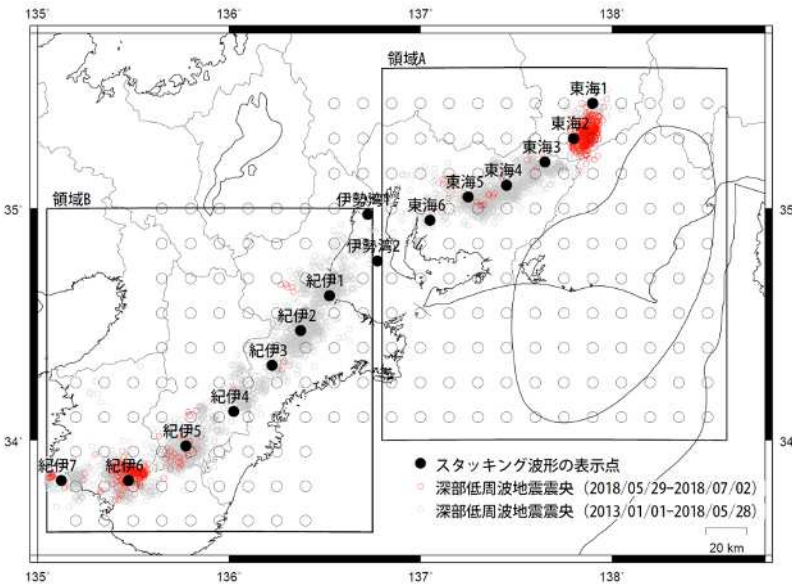 135˚ 136˚ 137˚ 138˚
領域A
東海1
東海2
東海3
東海4
東海5
東海6
35˚ 35˚
領域B
伊勢湾1
伊勢湾2
紀伊1
紀伊2
紀伊3
紀伊4
紀伊5
34˚ 34˚
紀伊7 紀伊6
スタッキング波形の表示点
深部低周波地震震央（2018/05/29−2018/07/02）
深部低周波地震震央（2013/01/01−2018/05/28）
20 km
135˚ 136˚ 137˚ 138˚